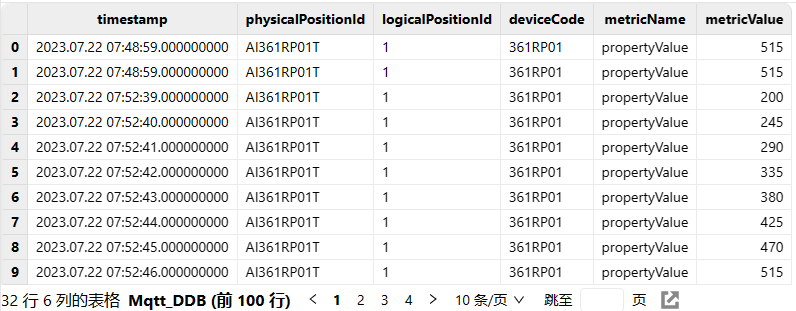 timestamp physicalPositionId logicalPositionId deviceCode metricName metricValue
0 2023.07.22 07:48:59.000000000 AI361RP01T 1 361RP01 propertyValue 515
1 2023.07.22 07:48:59.000000000 AI361RP01T 1 361RP01 propertyValue 515
2 2023.07.22 07:52:39.000000000 AI361RP01T 1 361RP01 propertyValue 200
3 2023.07.22 07:52:40.000000000 AI361RP01T 1 361RP01 propertyValue 245
4 2023.07.22 07:52:41.000000000 AI361RP01T 1 361RP01 propertyValue 290
5 2023.07.22 07:52:42.000000000 AI361RP01T 1 361RP01 propertyValue 335
6 2023.07.22 07:52:43.000000000 AI361RP01T 1 361RP01 propertyValue 380
7 2023.07.22 07:52:44.000000000 AI361RP01T 1 361RP01 propertyValue 425
8 2023.07.22 07:52:45.000000000 AI361RP01T 1 361RP01 propertyValue 470
9 2023.07.22 07:52:46.000000000 AI361RP01T 1 361RP01 propertyValue 515
32 行 6 列的表格 Mqtt_DDB (前 100 行) < 1 2 3 4 > 10 条/页 跳至 页